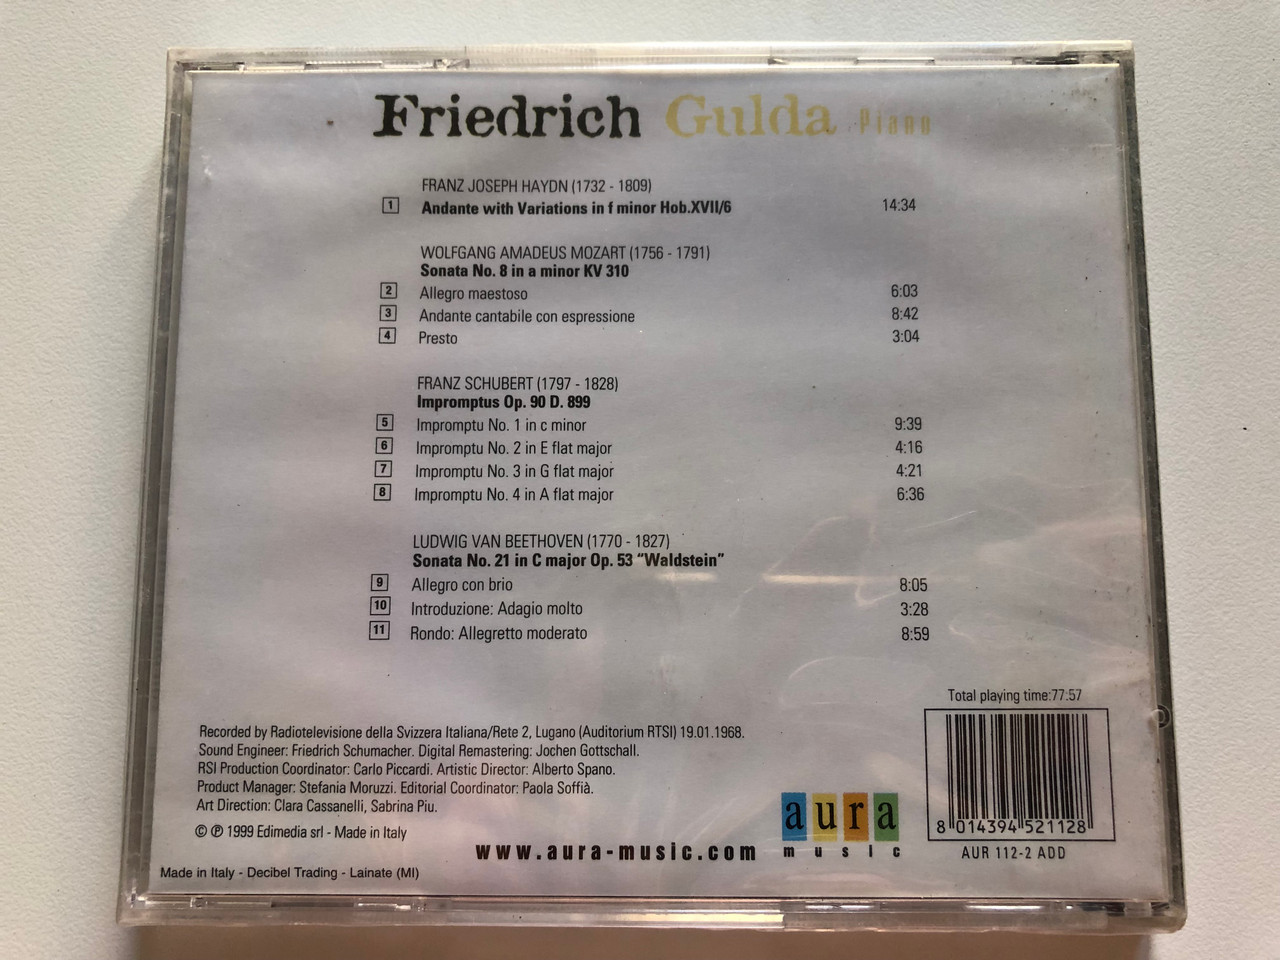 Friedrich Gulda Piano
FRANZ JOSEPH HAYDN (1732 - 1809)
1 Andante with Variations in f minor Hob.XVII/6 14:34
WOLFGANG AMADEUS MOZART (1756 - 1791)
Sonata No. 8 in a minor KV 310
2 Allegro maestoso 6:03
3 Andante cantabile con espressione 8:42
4 Presto 3:04
FRANZ SCHUBERT (1797 - 1828)
Impromptus Op. 90 D. 899
5 Impromptu No. 1 in c minor 9:39
6 Impromptu No. 2 in E flat major 4:16
7 Impromptu No. 3 in G flat major 4:21
8 Impromptu No. 4 in A flat major 6:36
LUDWIG VAN BEETHOVEN (1770 - 1827)
Sonata No. 21 in C major Op. 53 “Waldstein”
9 Allegro con brio 8:05
10 Introduzione: Adagio molto 3:28
11 Rondo: Allegretto moderato 8:59
Total playing time:77:57
Recorded by Radiotelevisione della Svizzera Italiana/Rete 2, Lugano (Auditorium RTSI) 19.01.1968.
Sound Engineer: Friedrich Schumacher. Digital Remastering: Jochen Gottschall.
RSI Production Coordinator: Carlo Piccardi. Artistic Director: Alberto Spano.
Product Manager: Stefania Moruzzi. Editorial Coordinator: Paola Soffià.
Art Direction: Clara Cassanelli, Sabrina Piu.
© ℗ 1999 Edimedia srl - Made in Italy
www.aura-music.com
aura
music
8 014394 521128
AUR 112-2 ADD
Made in Italy - Decibel Trading - Lainate (MI)